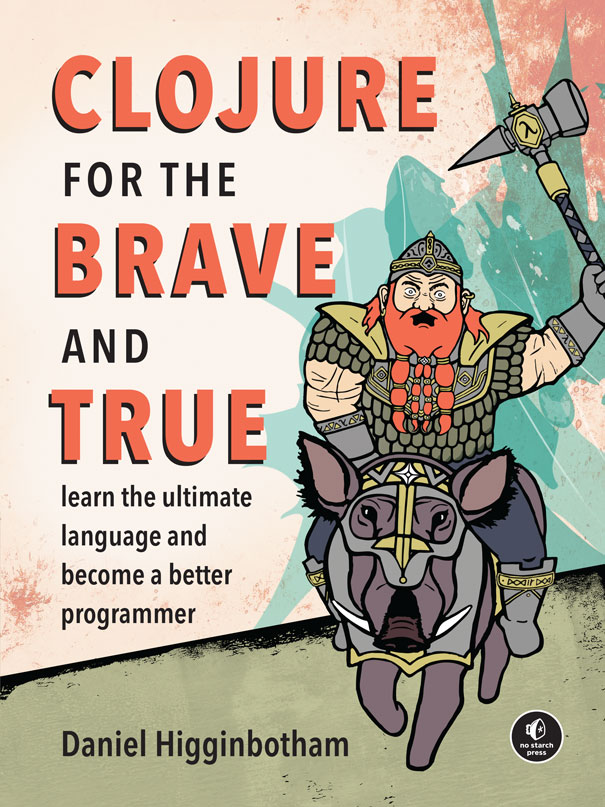 CLOJURE
FOR THE
BRAVE
AND
TRUE
learn the ultimate
language and
become a better
programmer
λ
Daniel Higginbotham
no starch
press